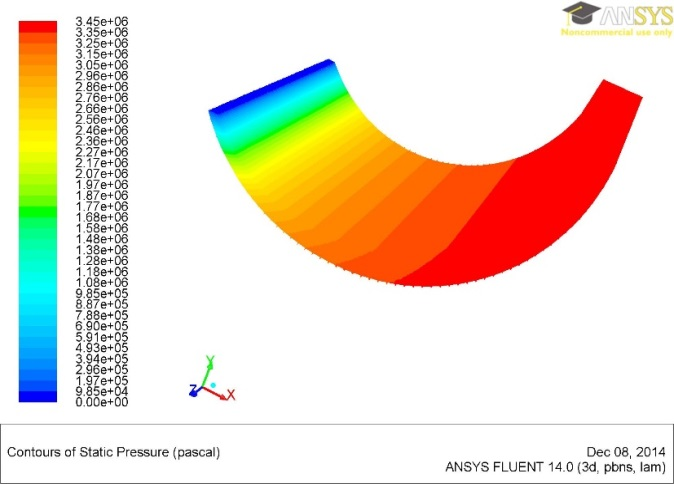 3.45e+06
3.35e+06
3.25e+06
3.15e+06
3.05e+06
2.96e+06
2.86e+06
2.76e+06
2.66e+06
2.56e+06
2.46e+06
2.36e+06
2.27e+06
2.17e+06
2.07e+06
1.97e+06
1.87e+06
1.77e+06
1.68e+06
1.58e+06
1.48e+06
1.38e+06
1.28e+06
1.18e+06
1.08e+06
9.85e+05
8.87e+05
7.88e+05
6.90e+05
5.91e+05
4.93e+05
3.94e+05
2.96e+05
1.97e+05
9.85e+04
0.00e+00
ANSYS
Noncommercial use only
Y
Z
X
Contours of Static Pressure (pascal)
Dec 08, 2014
ANSYS FLUENT 14.0 (3d, pbns, lam)